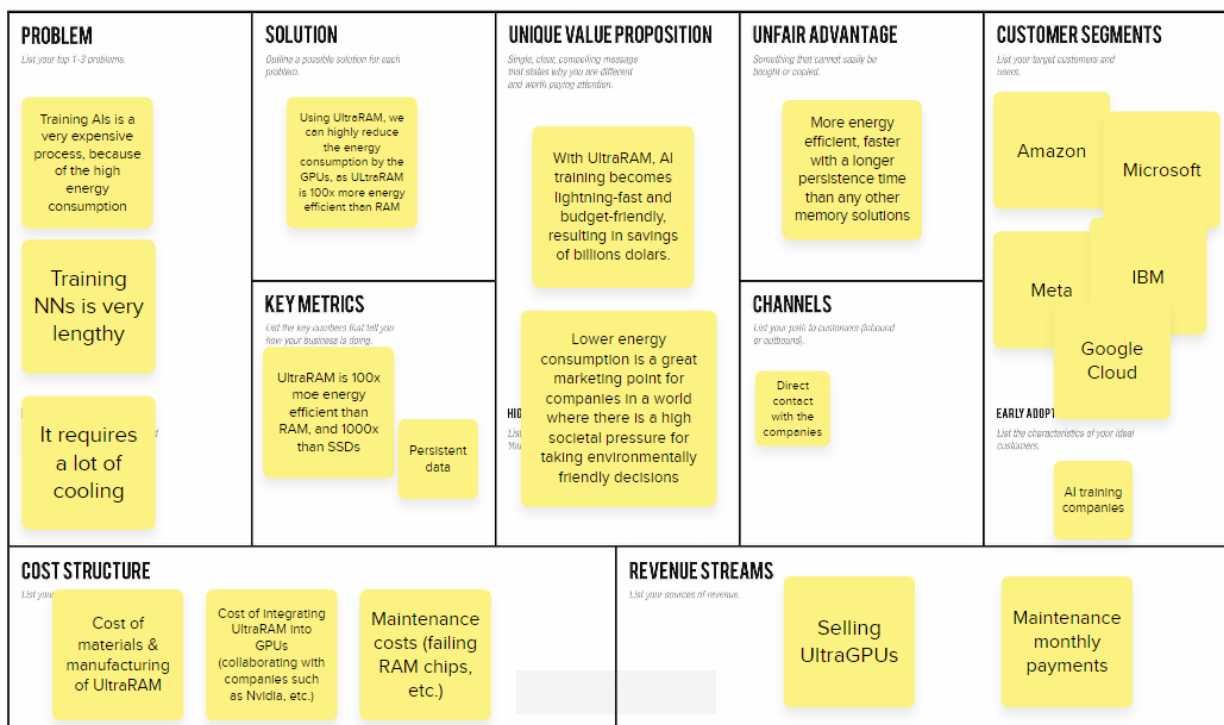 PROBLEM
List your top 1-3 problems.
Training AIs is a
very expensive
process, because
of the high
energy
consumption
Training
NNs is very
lengthy
It requires
a lot of
cooling
SOLUTION
Outline a possible solution for each
problem.
Using UltraRAM, we
can highly reduce
the energy
consumption by the
GPUs, as ULtraRAM
is 100x more energy
efficient than RAM
KEY METRICS
List the key numbers that tell you
how your business is doing.
UltraRAM is 100x
moe energy
efficient than
RAM, and 1000x
than SSDs
Persistent
data
UNIQUE VALUE PROPOSITION
Single, clear, compelling message
that states why you are different
and worth paying attention.
With UltraRAM, AI
training becomes
lightning-fast and
budget-friendly,
resulting in savings
of billions dolars.
Lower energy
consumption is a great
marketing point for
companies in a world
where there is a high
societal pressure for
taking environmentally
friendly decisions
UNFAIR ADVANTAGE
Something that cannot easily be
bought or copied.
More energy
efficient, faster
with a longer
persistence time
than any other
memory solutions
CHANNELS
List your path to customers (inbound
or outbound).
Direct
contact
with the
companies
CUSTOMER SEGMENTS
List your target customers and
users.
Amazon
Microsoft
Meta
IBM
Google
Cloud
EARLY ADOPT
List the characteristics of your ideal
customers.
AI training
companies
COST STRUCTURE
List your
Cost of
materials &
manufacturing
of UltraRAM
Cost of integrating
UltraRAM into
GPUs
(collaborating with
companies such
as Nvidia, etc.)
Maintenance
costs (failing
RAM chips,
etc.)
REVENUE STREAMS
List your sources of revenue.
Selling
UltraGPUs
Maintenance
monthly
payments